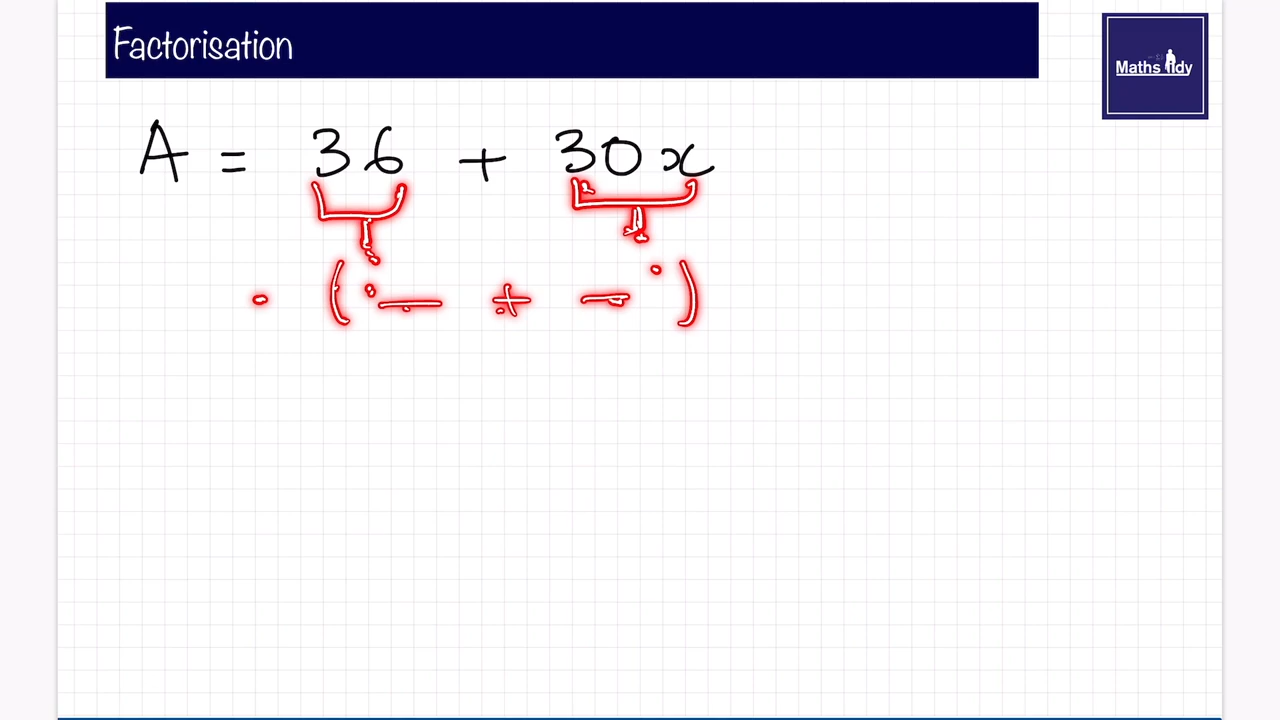 Factorisation
Maths
A = 36 + 30x
. ( _ + _ )